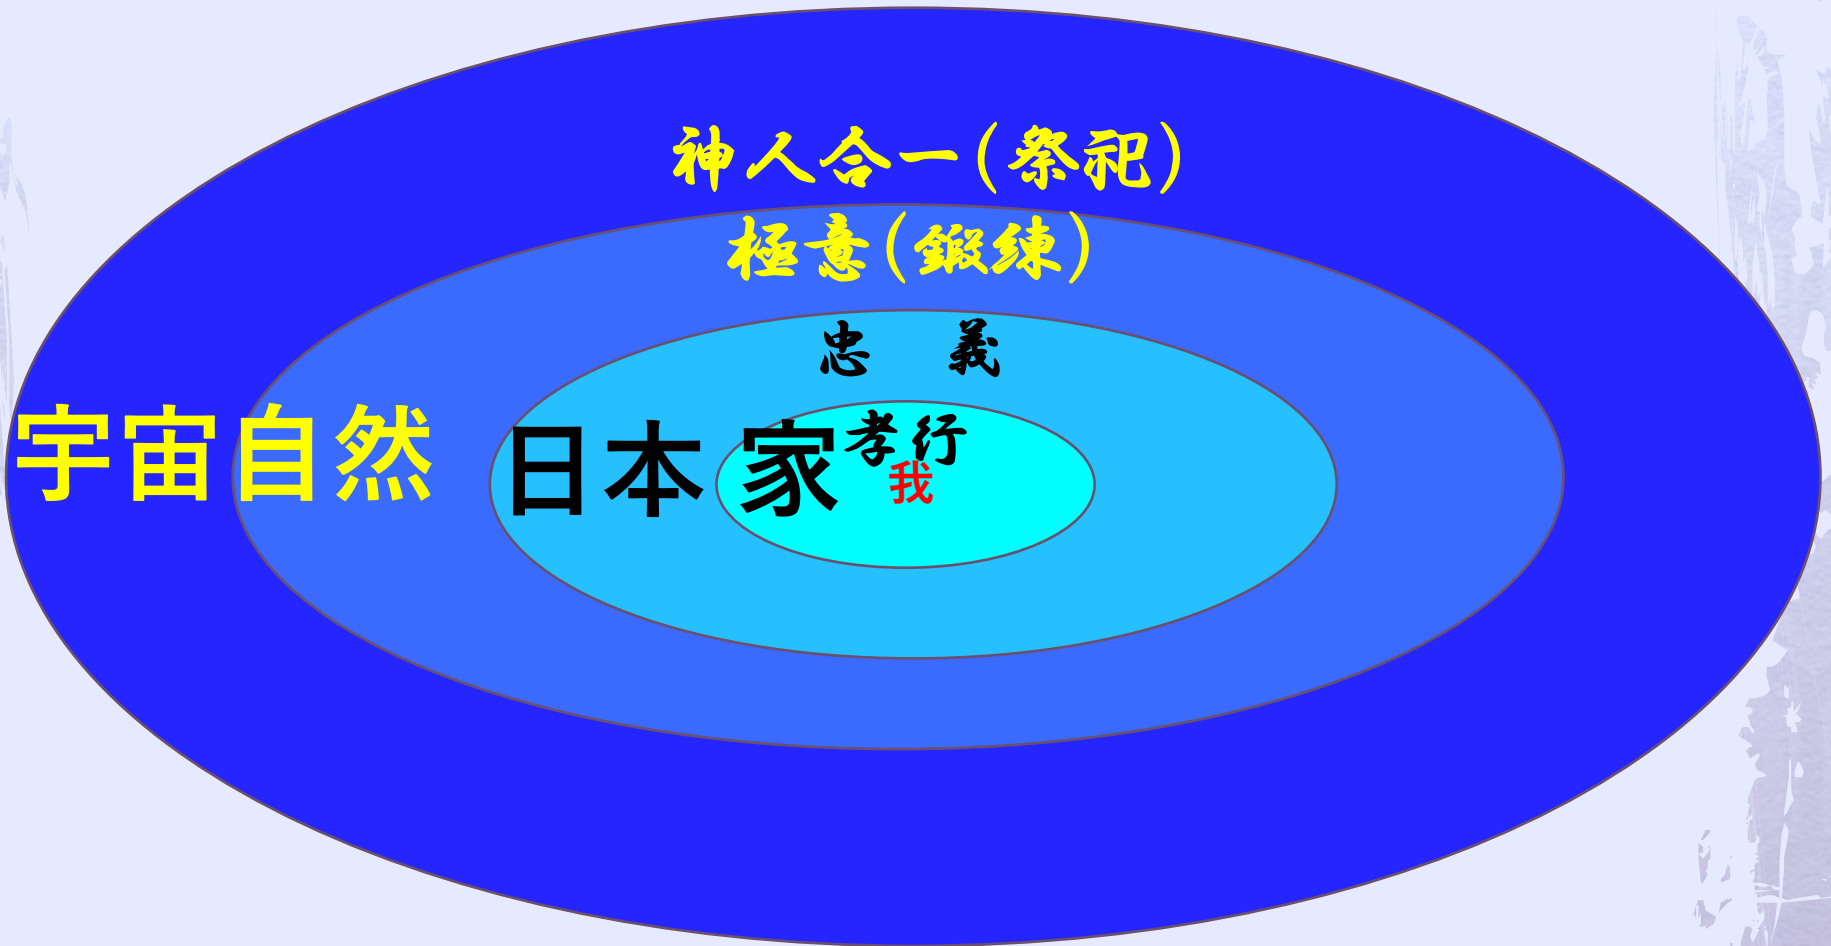 神人合一(祭祀)
極意(鍛練)
忠　義
孝行
宇宙自然
日本
家
我